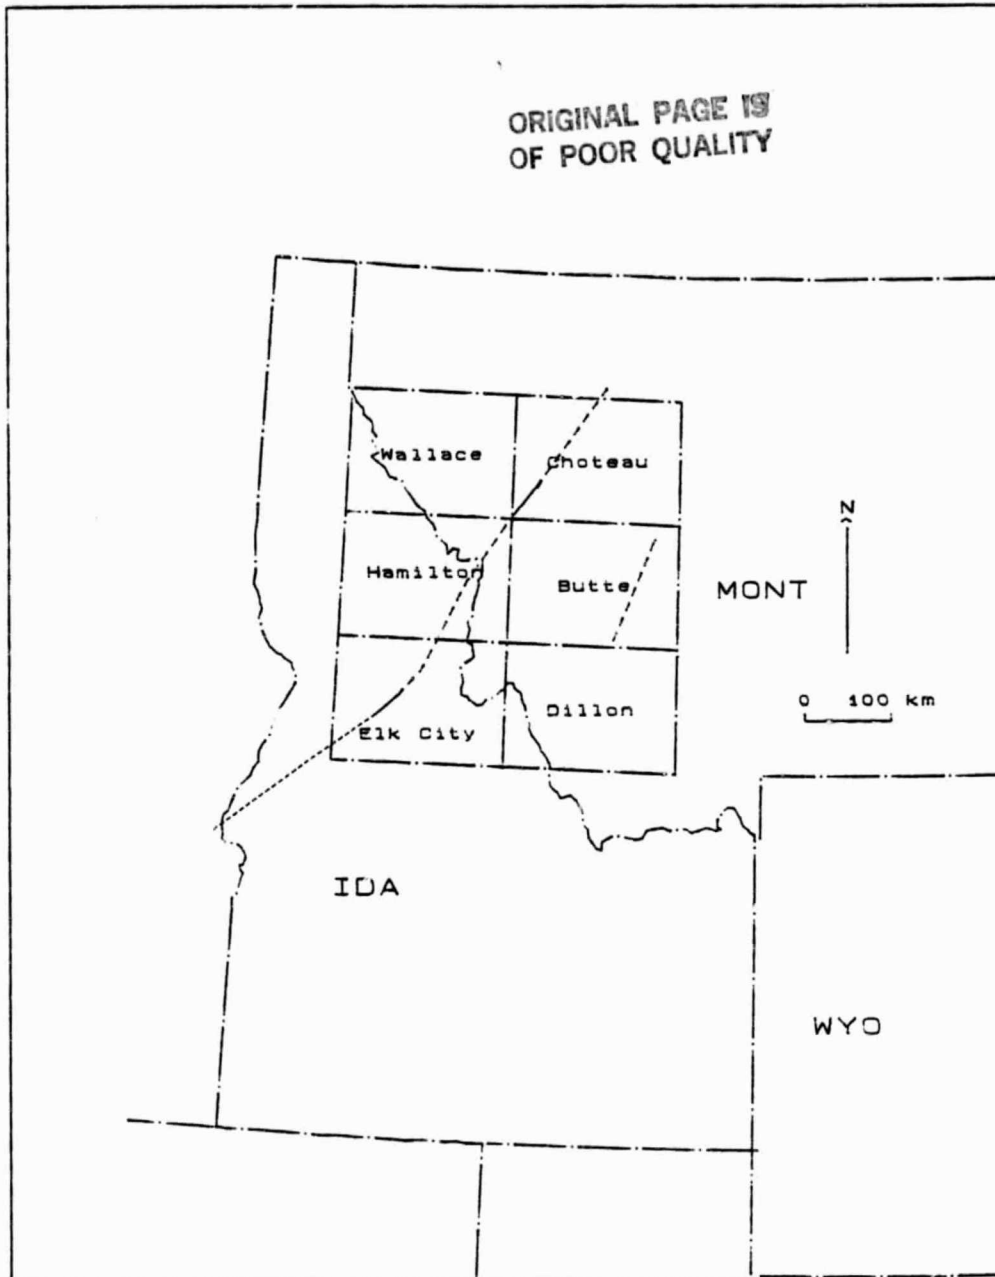 ORIGINAL PAGE IS
OF POOR QUALITY
Wallace
Choteau
N
Hamilton
Butte
MONT
0 100 km
Dillon
Elk City
IDA
WYO